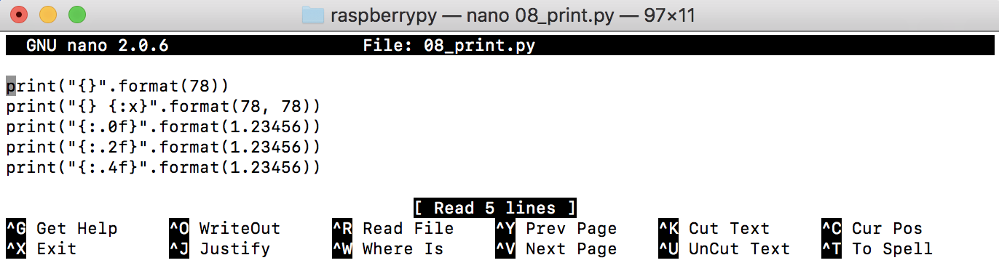 raspberrypy — nano 08_print.py — 97×11
GNU nano 2.0.6 File: 08_print.py
print("{}".format(78))
print("{} {:x}".format(78, 78))
print("{:.0f}".format(1.23456))
print("{:.2f}".format(1.23456))
print("{:.4f}".format(1.23456))
[ Read 5 lines ]
^G Get Help ^O WriteOut ^R Read File ^Y Prev Page ^K Cut Text ^C Cur Pos
^X Exit ^J Justify ^W Where Is ^V Next Page ^U UnCut Text ^T To Spell